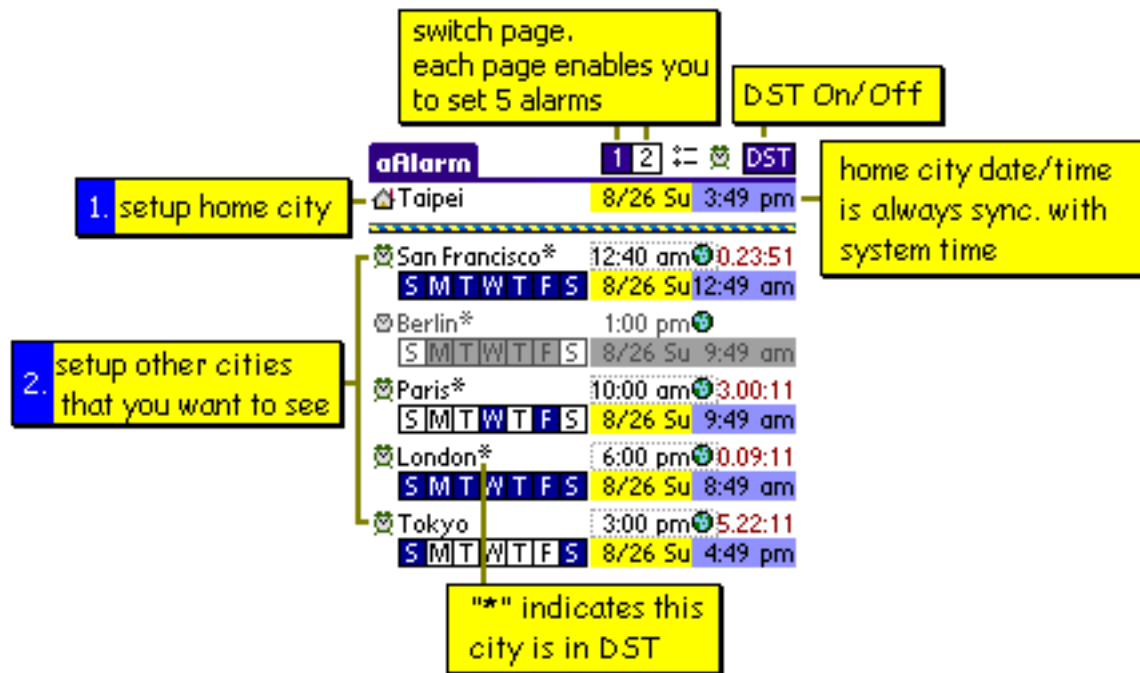 switch page.
each page enables you
to set 5 alarms
DST On/Off
aAlarm
1 2 DST
home city date/time
is always sync. with
system time
1. setup home city
Taipei 8/26 Su 3:49 pm
San Francisco* 12:40 am 0.23:51
S M T W T F S 8/26 Su 12:49 am
Berlin* 1:00 pm
S M T W T F S 8/26 Su 9:49 am
2. setup other cities
that you want to see
Paris* 10:00 am 3.00:11
S M T W T F S 8/26 Su 9:49 am
London* 6:00 pm 0.09:11
S M T W T F S 8/26 Su 8:49 am
Tokyo 3:00 pm 5.22:11
S M T W T F S 8/26 Su 4:49 pm
"*" indicates this
city is in DST